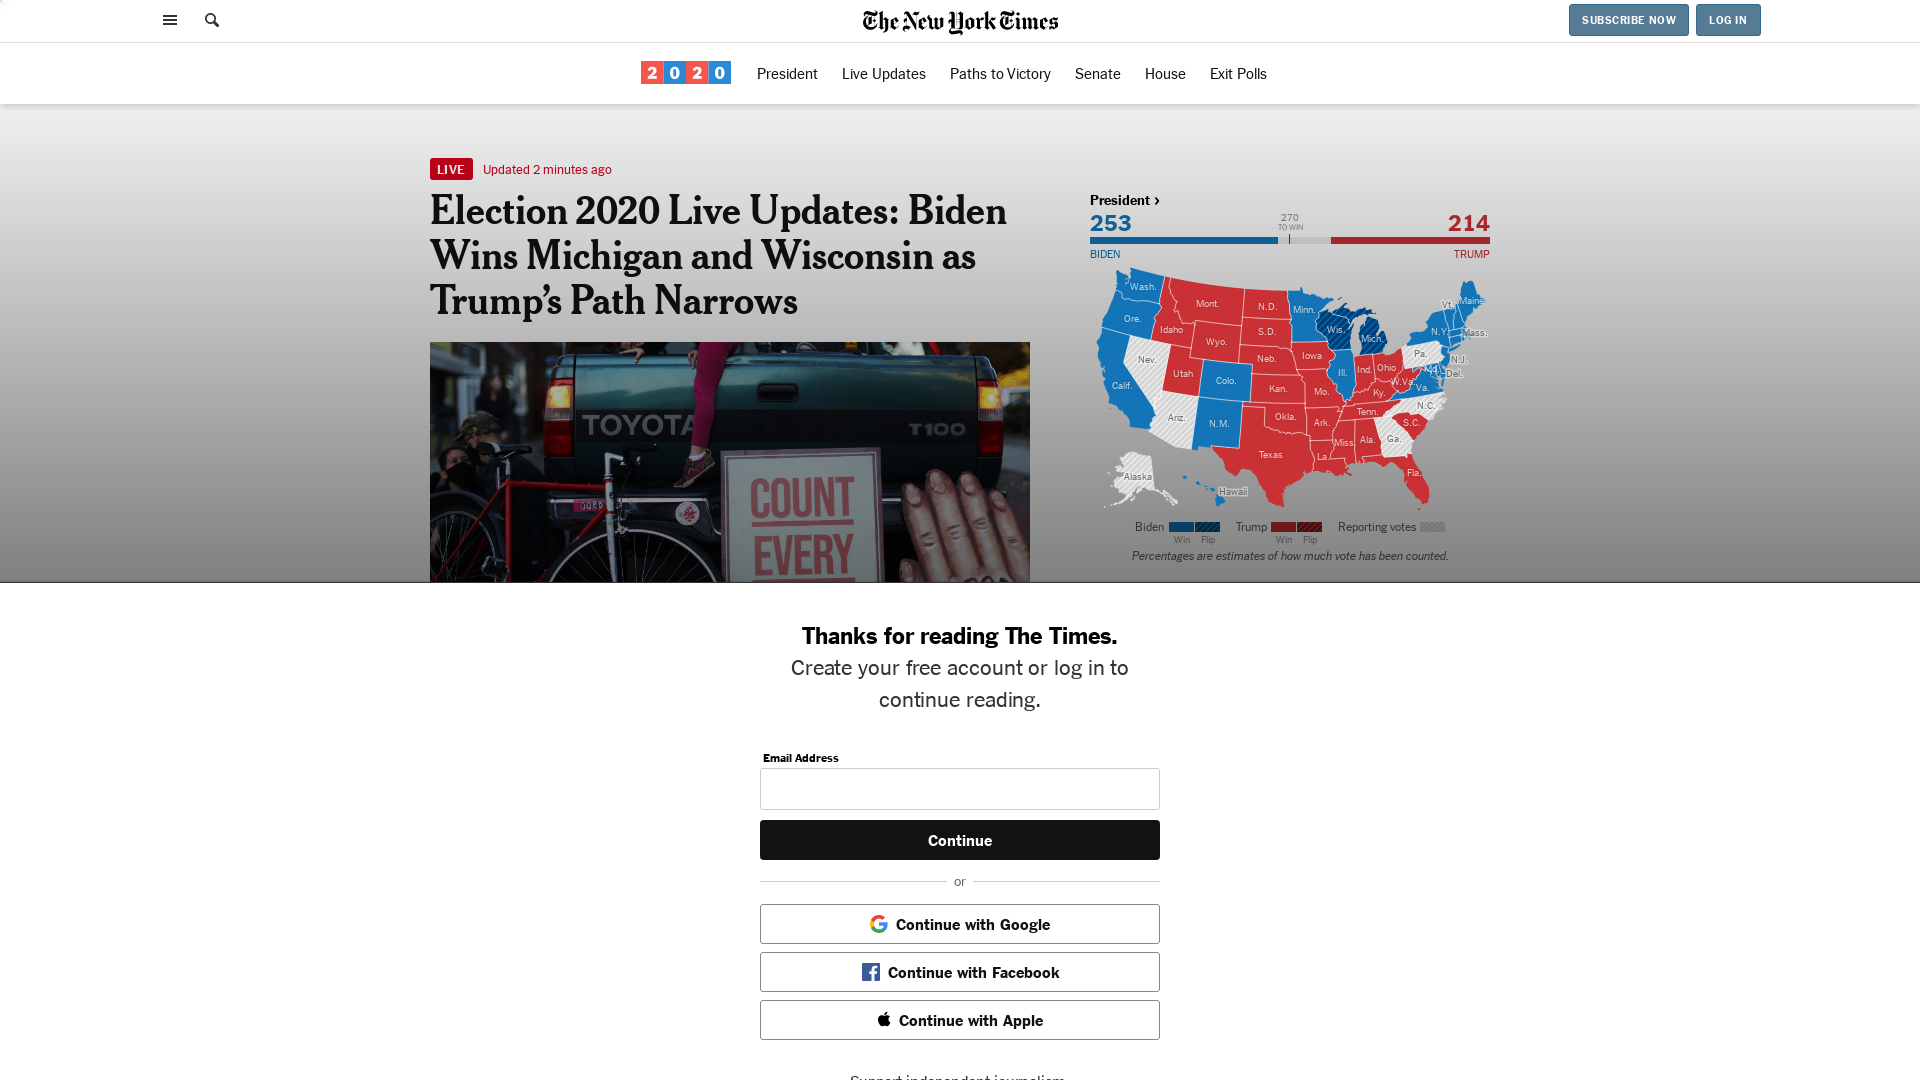 The New York Times
SUBSCRIBE NOW
LOG IN
2020
President
Live Updates
Paths to Victory
Senate
House
Exit Polls
LIVE
Updated 2 minutes ago
Election 2020 Live Updates: Biden
Wins Michigan and Wisconsin as
Trump's Path Narrows
TOYOTA
T100
COUNT
EVERY
President ›
253
270
TO WIN
214
BIDEN
TRUMP
Wash.
Mont.
N.D.
Minn.
Vt.
Maine
Ore.
Idaho
S.D.
Wis.
N.Y.
Mass.
Wyo.
Mich.
Nev.
Neb.
Iowa
Pa.
N.J.
Utah
Colo.
Ill.
Ind.
Ohio
Md.
Del.
Calif.
Kan.
Mo.
Ky.
W.Va.
Va.
Ariz.
N.M.
Okla.
Ark.
Tenn.
N.C.
S.C.
Texas
La.
Miss.
Ala.
Ga.
Alaska
Hawaii
Fla.
Biden
Trump
Reporting votes
Win
Flip
Win
Flip
Percentages are estimates of how much vote has been counted.
Thanks for reading The Times.
Create your free account or log in to
continue reading.
Email Address
Continue
or
Continue with Google
Continue with Facebook
Continue with Apple
Support independent journalism.